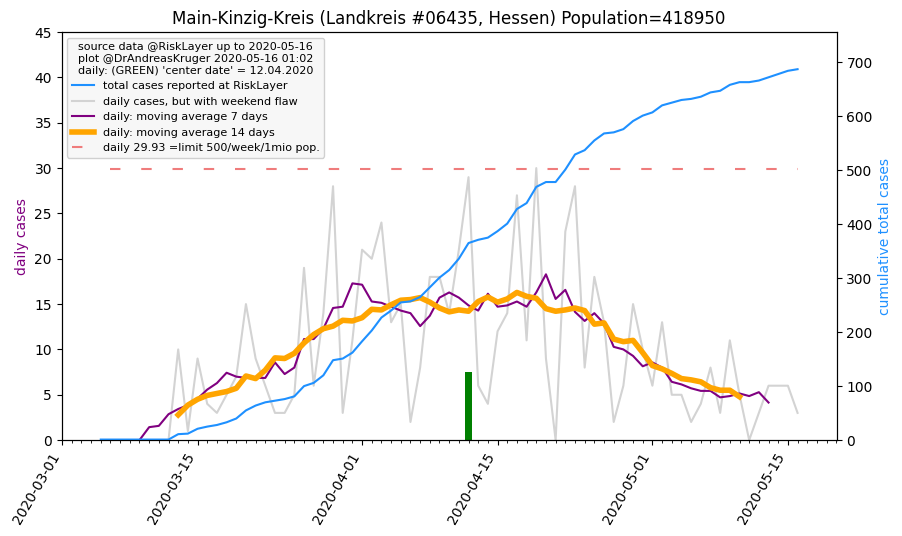 Main-Kinzig-Kreis (Landkreis #06435, Hessen) Population=418950
source data @RiskLayer up to 2020-05-16
plot @DrAndreasKruger 2020-05-16 01:02
daily: (GREEN) 'center date' = 12.04.2020
total cases reported at RiskLayer
daily cases, but with weekend flaw
daily: moving average 7 days
daily: moving average 14 days
daily 29.93 =limit 500/week/1mio pop.
45
40
35
30
25
20
15
10
5
0
daily cases
700
600
500
400
300
200
100
0
cumulative total cases
2020-03-01
2020-03-15
2020-04-01
2020-04-15
2020-05-01
2020-05-15